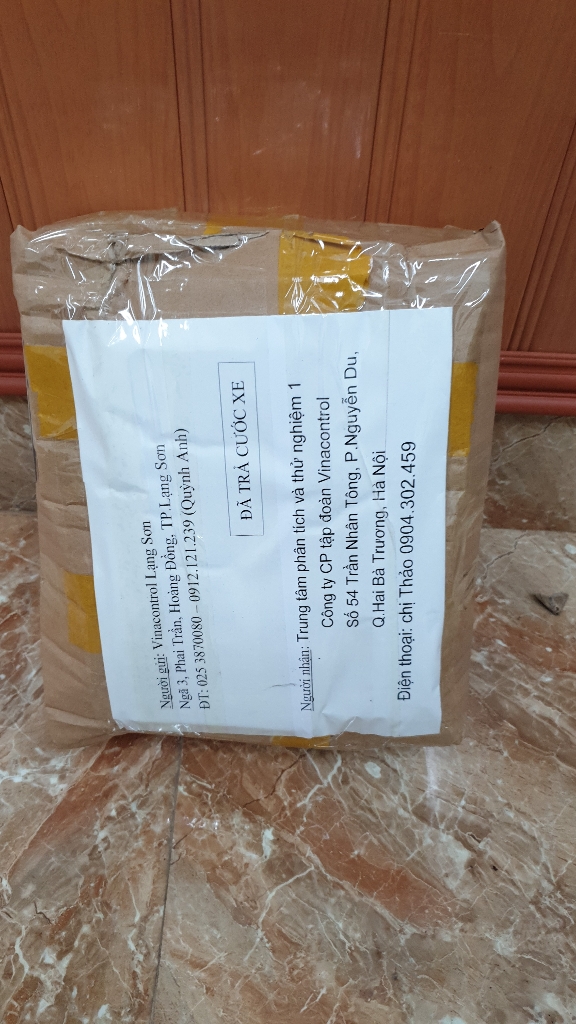 Người gửi: Vinacontrol Lạng Sơn
Ngã 3, Phai Trần, Hoàng Đồng, TP.Lạng Sơn
ĐT: 025 3870080 – 0912.121.239 (Quỳnh Anh)
ĐÃ TRẢ CƯỚC XE
Người nhận: Trung tâm phân tích và thử nghiệm 1
Công ty CP tập đoàn Vinacontrol
Số 54 Trần Nhân Tông, P.Nguyễn Du,
Q.Hai Bà Trương, Hà Nội
Điện thoại: chị Thảo 0904.302.459